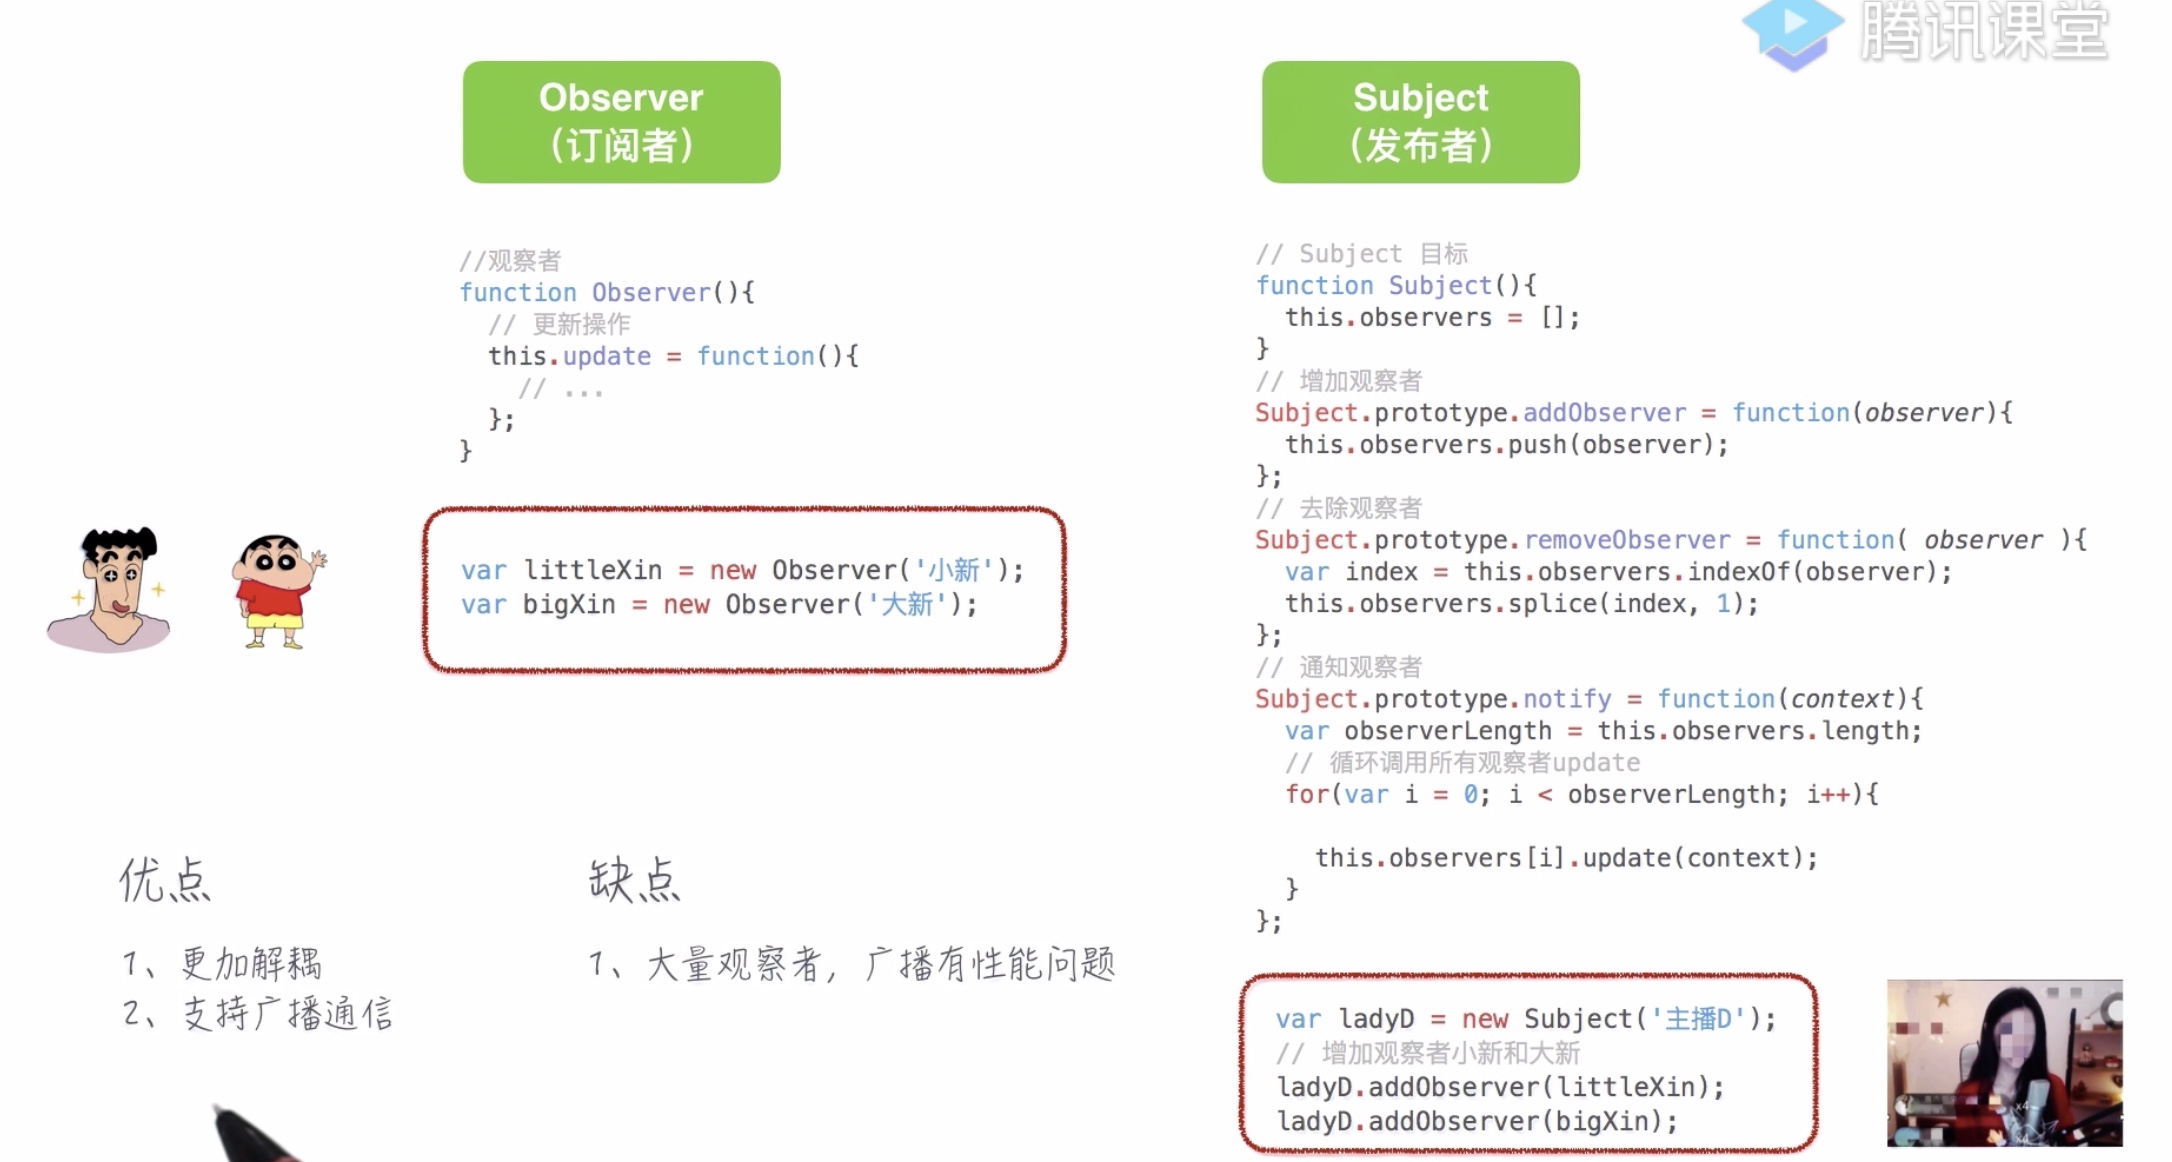 腾讯课堂
Observer
（订阅者）
//观察者
function Observer(){
  // 更新操作
  this.update = function(){
    // ...
  };
}
var littleXin = new Observer('小新');
var bigXin = new Observer('大新');
优点
1、更加解耦
2、支持广播通信
缺点
1、大量观察者，广播有性能问题
Subject
（发布者）
// Subject 目标
function Subject(){
  this.observers = [];
}
// 增加观察者
Subject.prototype.addObserver = function(observer){
  this.observers.push(observer);
};
// 去除观察者
Subject.prototype.removeObserver = function( observer ){
  var index = this.observers.indexOf(observer);
  this.observers.splice(index, 1);
};
// 通知观察者
Subject.prototype.notify = function(context){
  var observerLength = this.observers.length;
  // 循环调用所有观察者update
  for(var i = 0; i < observerLength; i++){
    this.observers[i].update(context);
  }
};
var ladyD = new Subject('主播D');
// 增加观察者小新和大新
ladyD.addObserver(littleXin);
ladyD.addObserver(bigXin);
x4